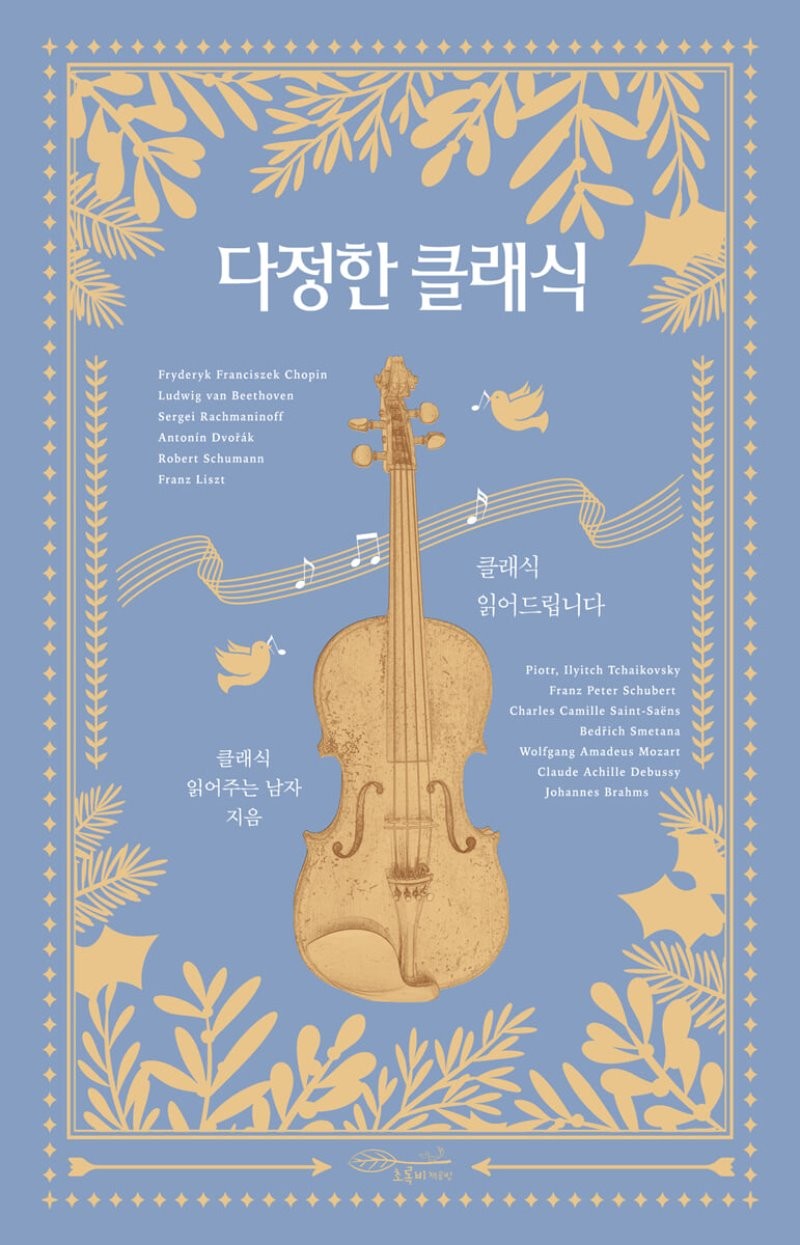 다정한 클래식
Fryderyk Franciszek Chopin
Ludwig van Beethoven
Sergei Rachmaninoff
Antonín Dvořák
Robert Schumann
Franz Liszt
클래식
읽어드립니다
Piotr, Ilyitch Tchaikovsky
Franz Peter Schubert
Charles Camille Saint-Saëns
Bedřich Smetana
Wolfgang Amadeus Mozart
Claude Achille Debussy
Johannes Brahms
클래식
읽어주는 남자
지음
초록비책공방